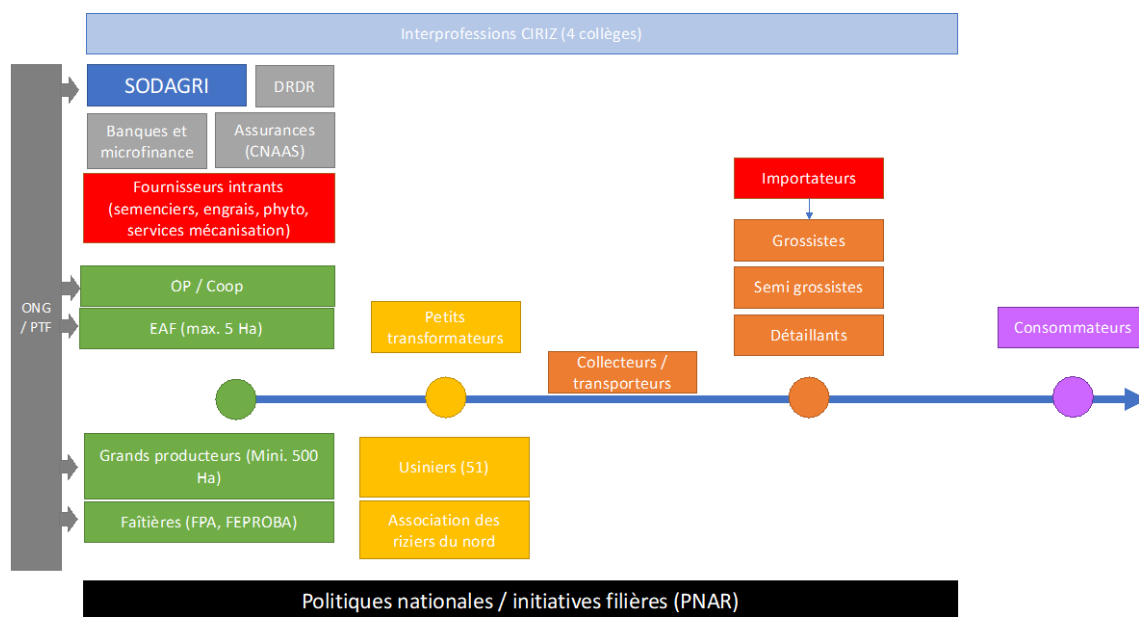 Interprofessions CIRIZ (4 collèges)
SODAGRI
DRDR
Banques et
microfinance
Assurances
(CNAAS)
Fournisseurs intrants
(semenciers, engrais, phyto,
services mécanisation)
Importateurs
Grossistes
Semi grossistes
Détaillants
OP / Coop
EAF (max. 5 Ha)
ONG
/ PTF
Petits
transformateurs
Collecteurs /
transporteurs
Consommateurs
Grands producteurs (Mini. 500
Ha)
Faîtières (FPA, FEPROBA)
Usiniers (51)
Association des
riziers du nord
Politiques nationales / initiatives filières (PNAR)